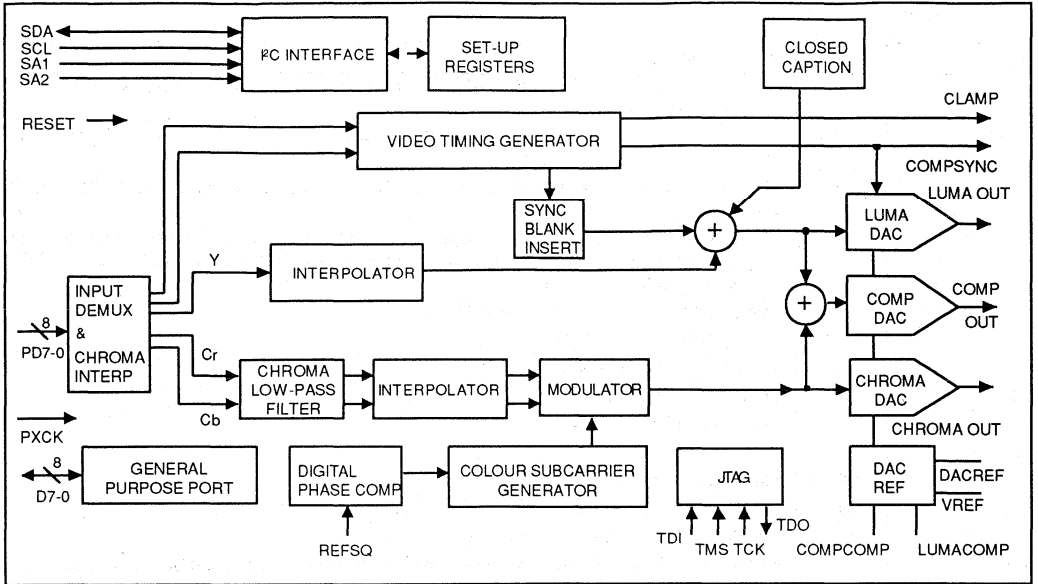 SDA
SCL
SA1
SA2
I²C INTERFACE
SET-UP
REGISTERS
CLOSED
CAPTION
RESET
VIDEO TIMING GENERATOR
CLAMP
COMPSYNC
LUMA OUT
SYNC
BLANK
INSERT
+
LUMA
DAC
Y
INTERPOLATOR
INPUT
DEMUX
&
CHROMA
INTERP
8
PD7-0
+
COMP
DAC
COMP
OUT
Cr
Cb
CHROMA
LOW-PASS
FILTER
INTERPOLATOR
MODULATOR
CHROMA
DAC
CHROMA OUT
PXCK
8
D7-0
GENERAL
PURPOSE PORT
DIGITAL
PHASE COMP
REFSQ
COLOUR SUBCARRIER
GENERATOR
JTAG
TDI
TMS
TCK
TDO
DAC
REF
DACREF
VREF
COMPCOMP
LUMACOMP